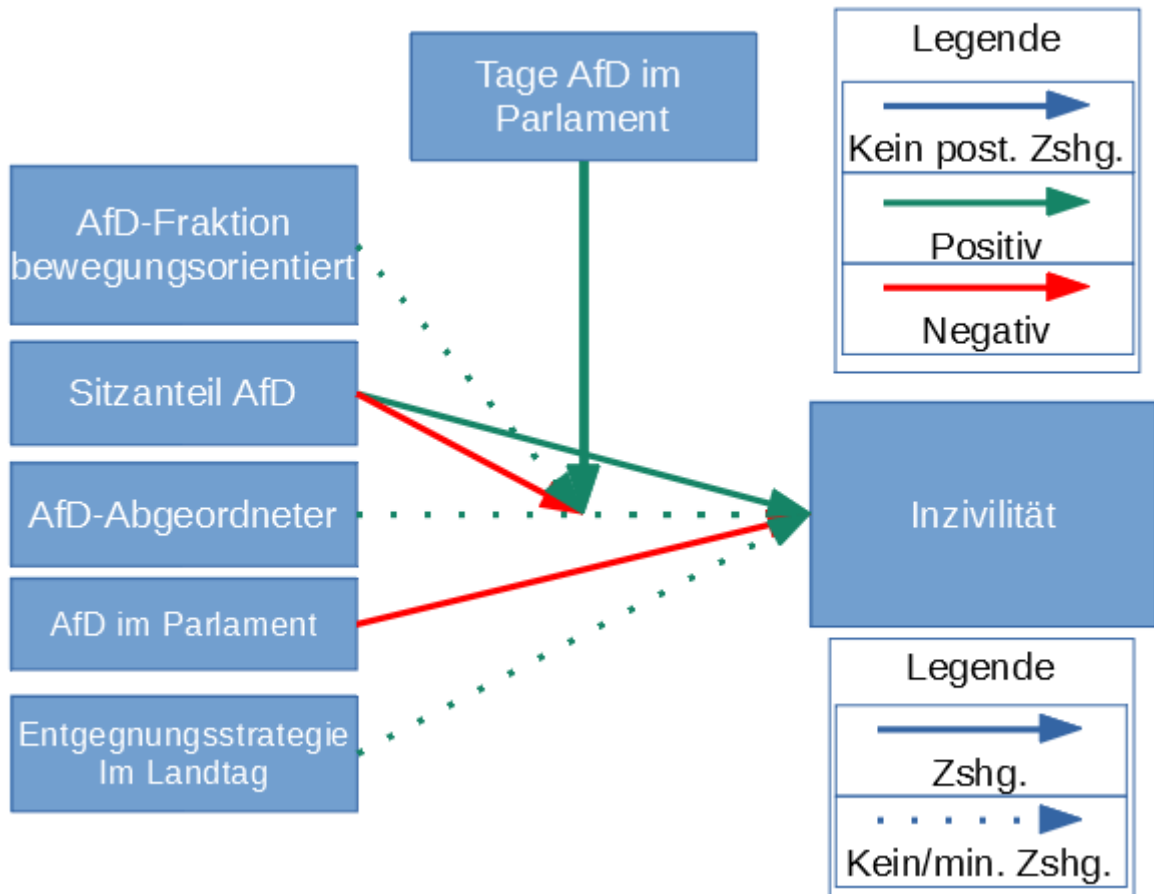 Tage AfD im
Parlament
Legende
Kein post. Zshg.
Positiv
Negativ
AfD-Fraktion
bewegungsorientiert
Sitzanteil AfD
AfD-Abgeordneter
AfD im Parlament
Entgegnungsstrategie
Im Landtag
Inzivilität
Legende
Zshg.
Kein/min. Zshg.